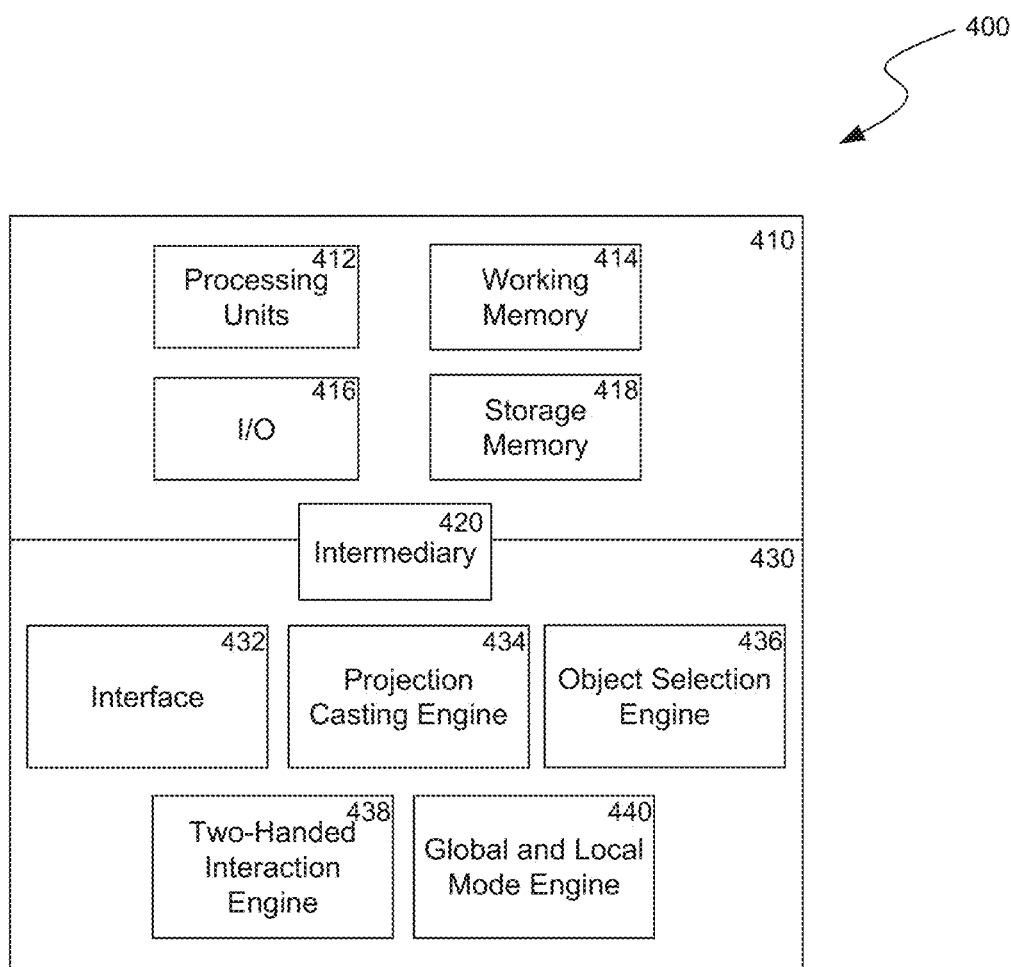 400
410
412
Processing
Units
414
Working
Memory
416
I/O
418
Storage
Memory
420
Intermediary
430
432
Interface
434
Projection
Casting Engine
436
Object Selection
Engine
438
Two-Handed
Interaction
Engine
440
Global and Local
Mode Engine